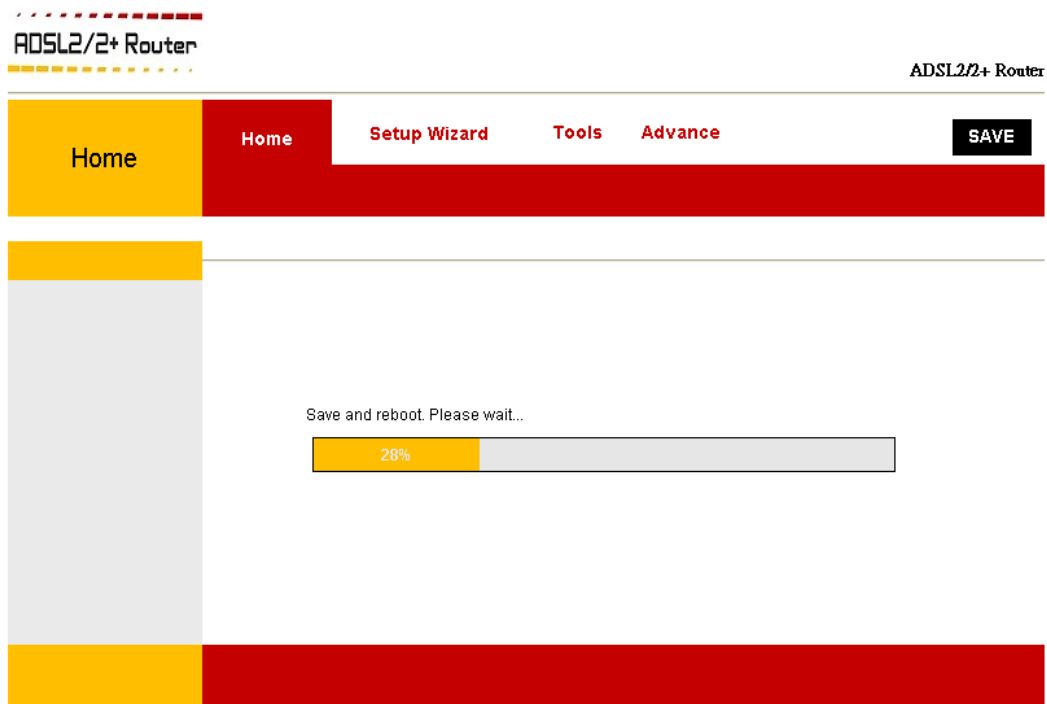 ADSL2/2+ Router
ADSL2/2+ Router
Home
Home
Setup Wizard
Tools
Advance
SAVE
Save and reboot. Please wait...
28%